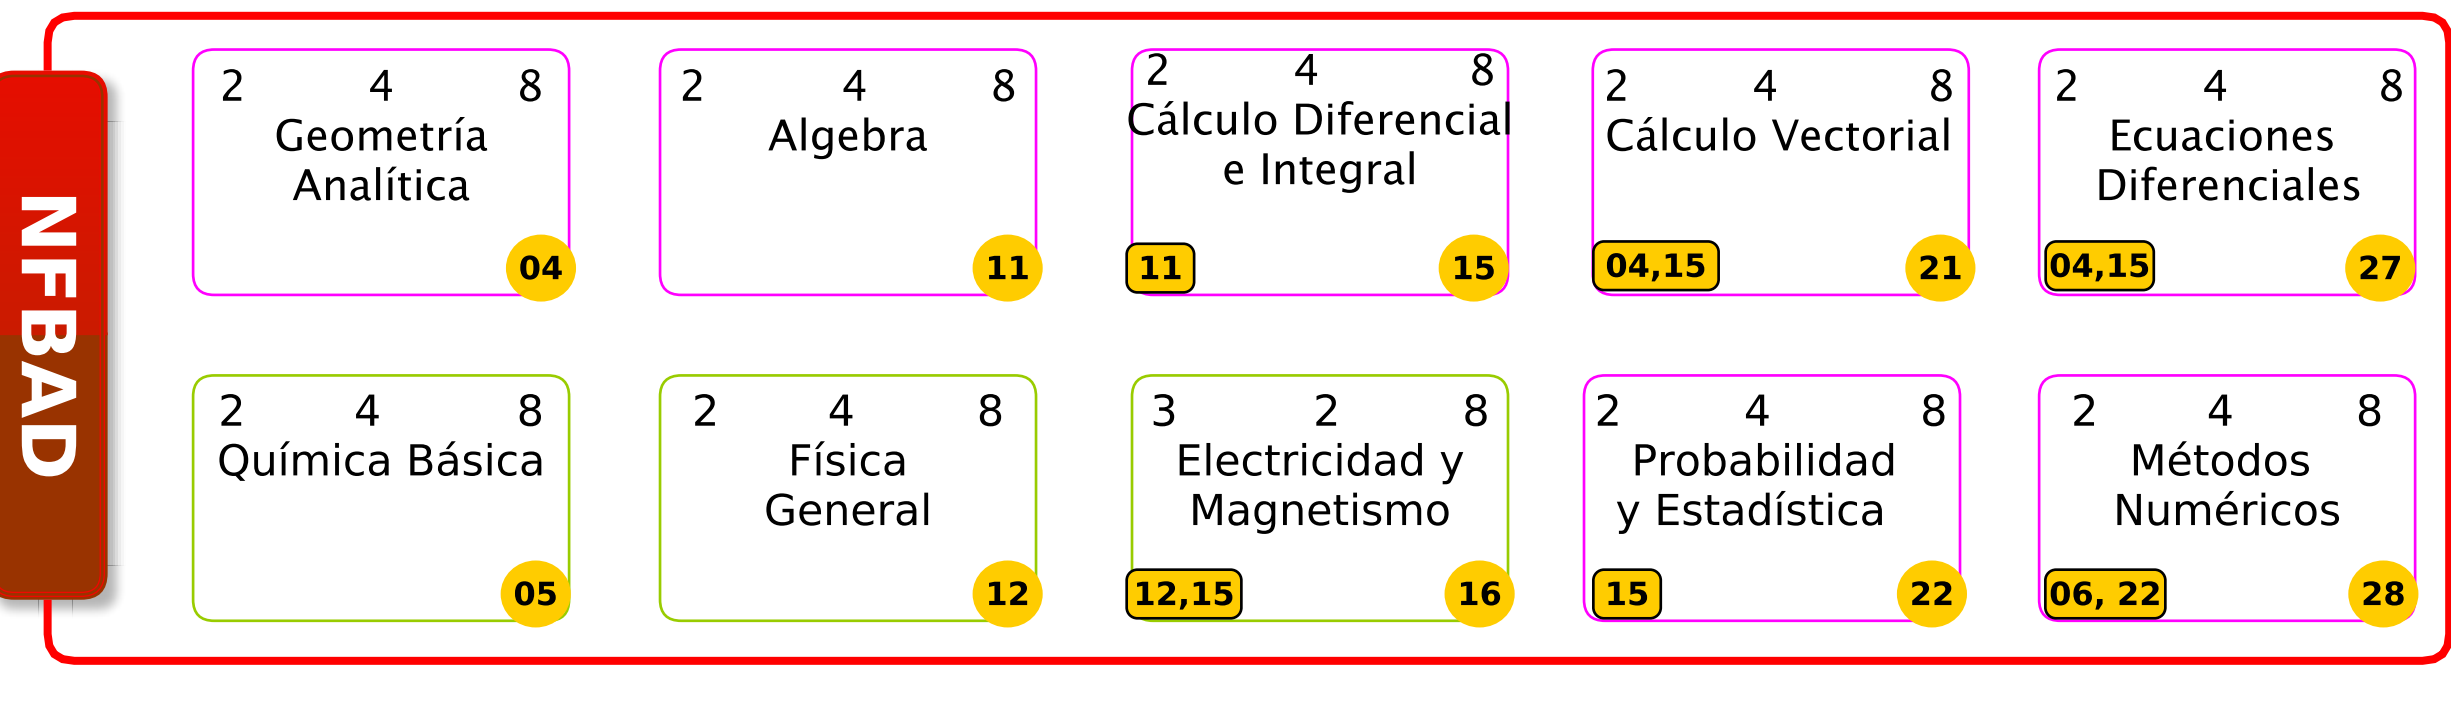 NFBAD
2 4 8
Geometría
Analítica
04
2 4 8
Algebra
11
2 4 8
Cálculo Diferencial
e Integral
11
15
2 4 8
Cálculo Vectorial
04,15
21
2 4 8
Ecuaciones
Diferenciales
04,15
27
2 4 8
Química Básica
05
2 4 8
Física
General
12
3 2 8
Electricidad y
Magnetismo
12,15
16
2 4 8
Probabilidad
y Estadística
15
22
2 4 8
Métodos
Numéricos
06, 22
28